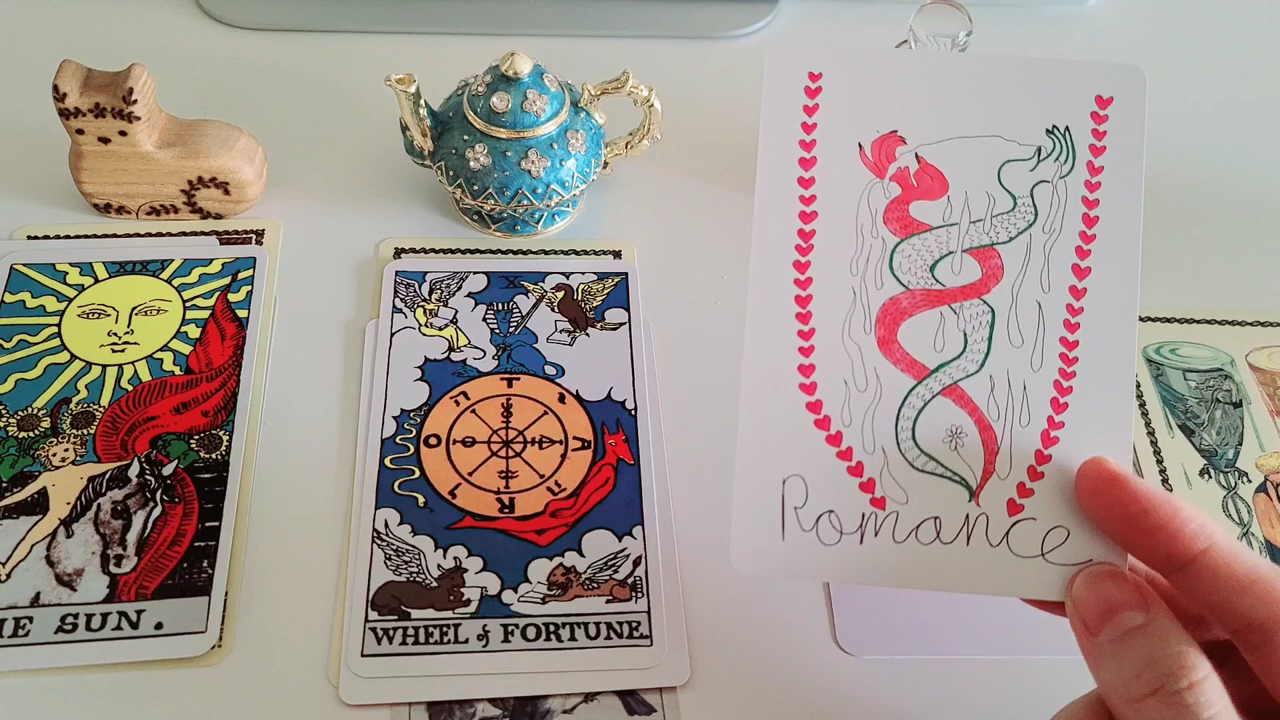 XIX
THE SUN.
X
T
A
R
O
WHEEL of FORTUNE.
Romance